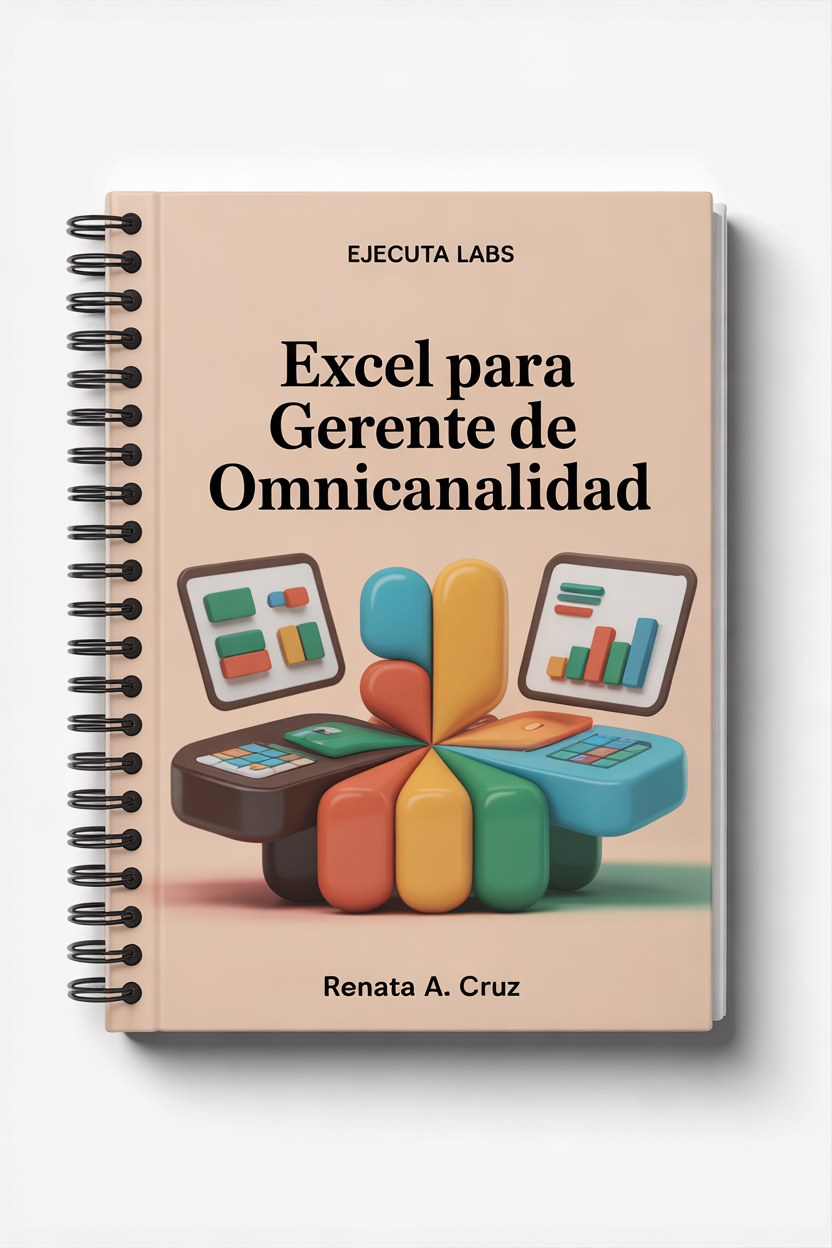 EJECUTA LABS
Excel para
Gerente de
Omnicanalidad
Renata A. Cruz